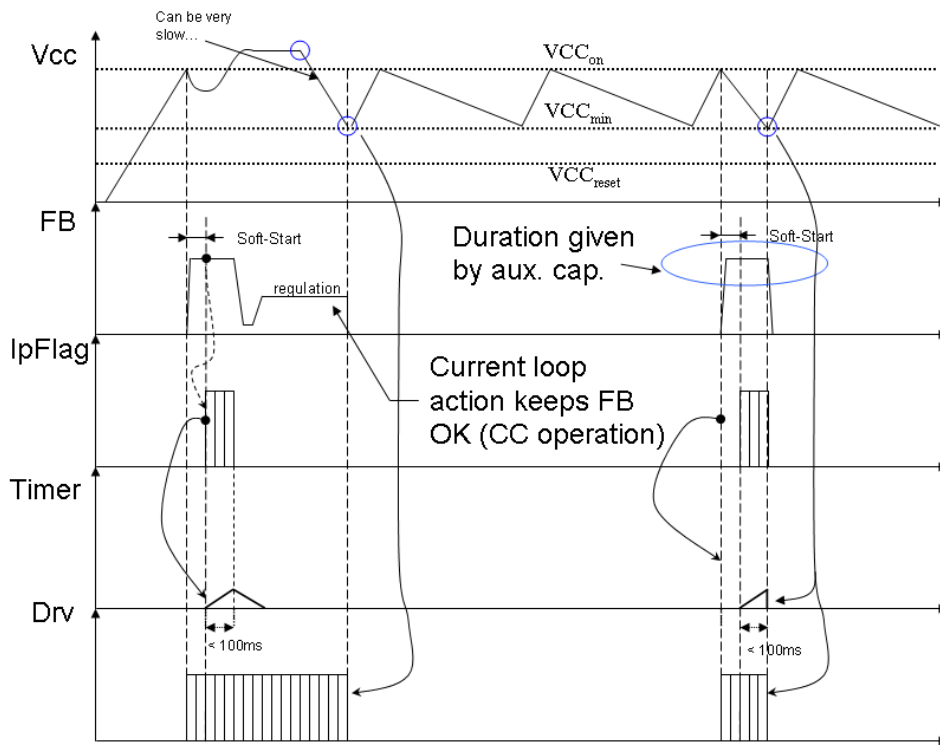 Can be very
slow...
Vcc
VCCon
VCCmin
VCCreset
FB
Soft-Start
Duration given
by aux. cap.
Soft-Start
regulation
IpFlag
Current loop
action keeps FB
OK (CC operation)
Timer
Drv
< 100ms
< 100ms